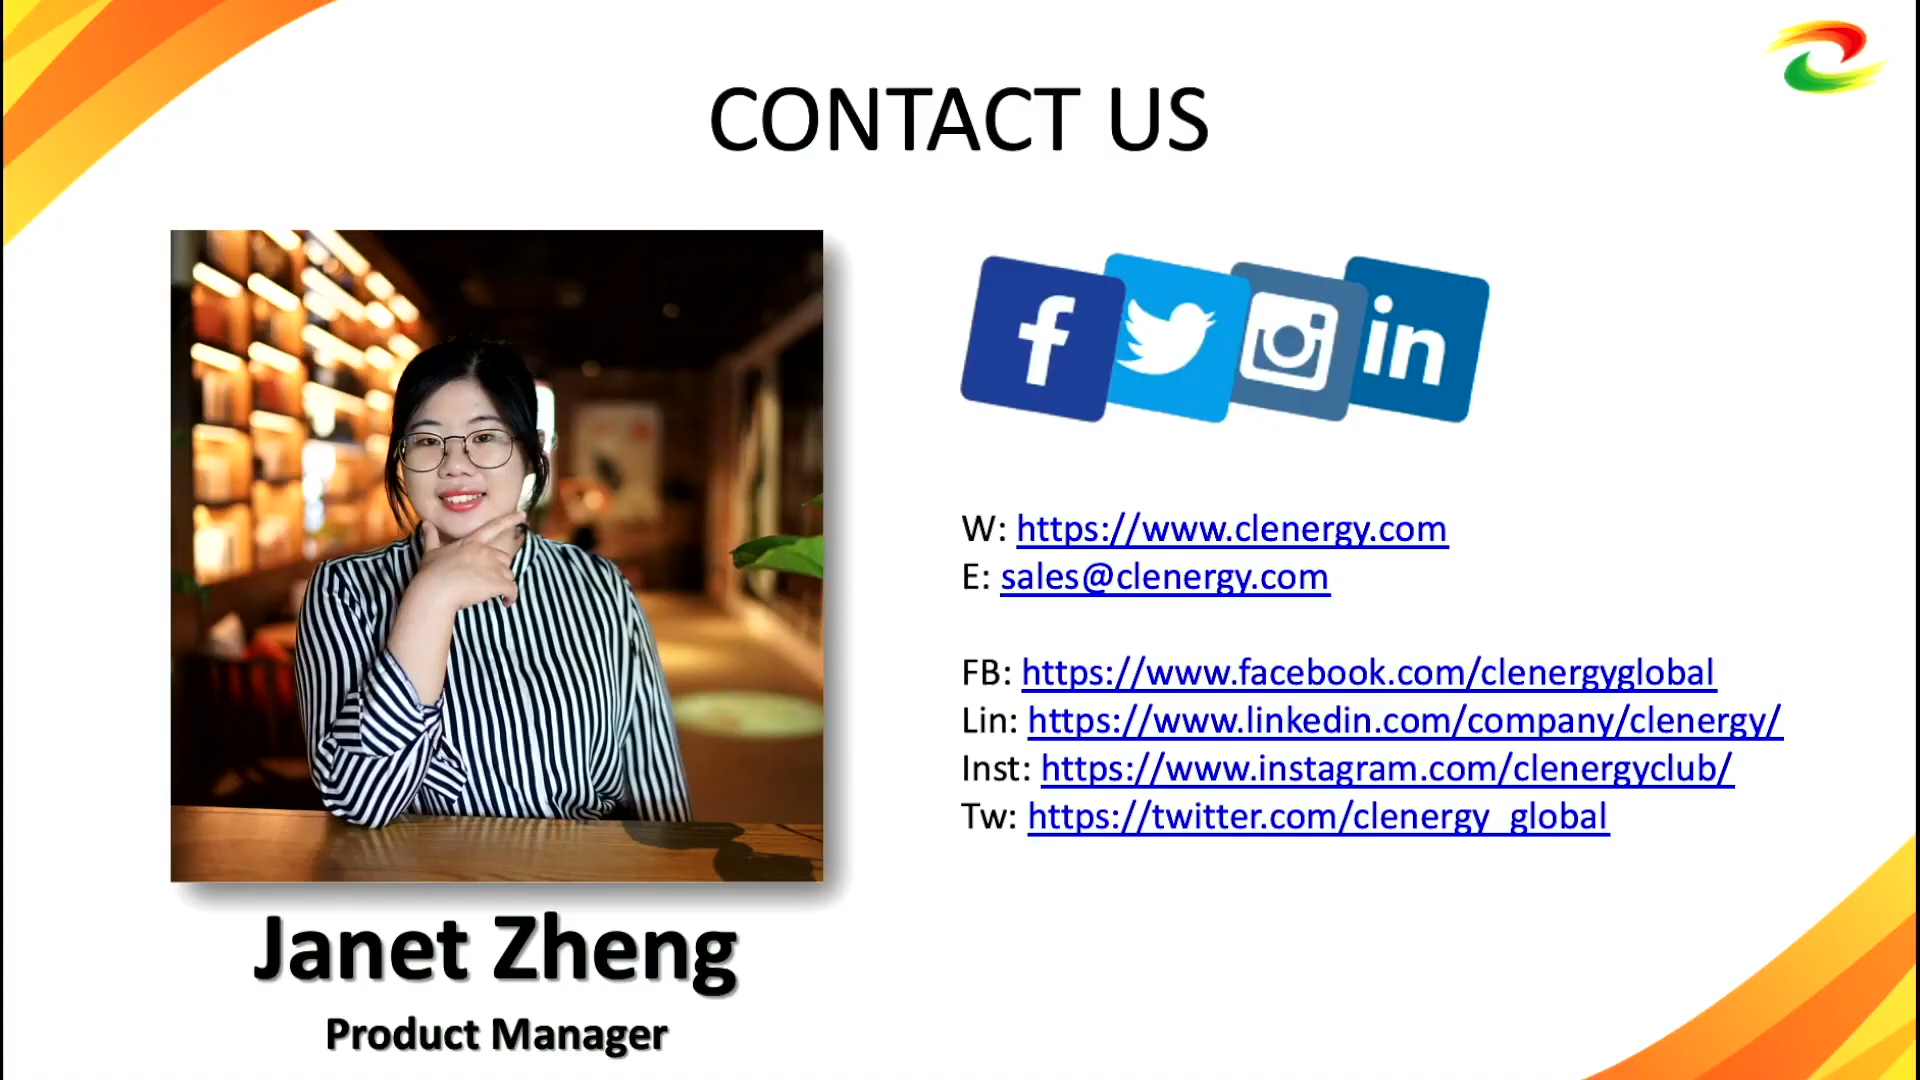 CONTACT US
f
in
W: https://www.clenergy.com
E: sales@clenergy.com
FB: https://www.facebook.com/clenergyglobal
Lin: https://www.linkedin.com/company/clenergy/
Inst: https://www.instagram.com/clenergyclub/
Tw: https://twitter.com/clenergy_global
Janet Zheng
Product Manager